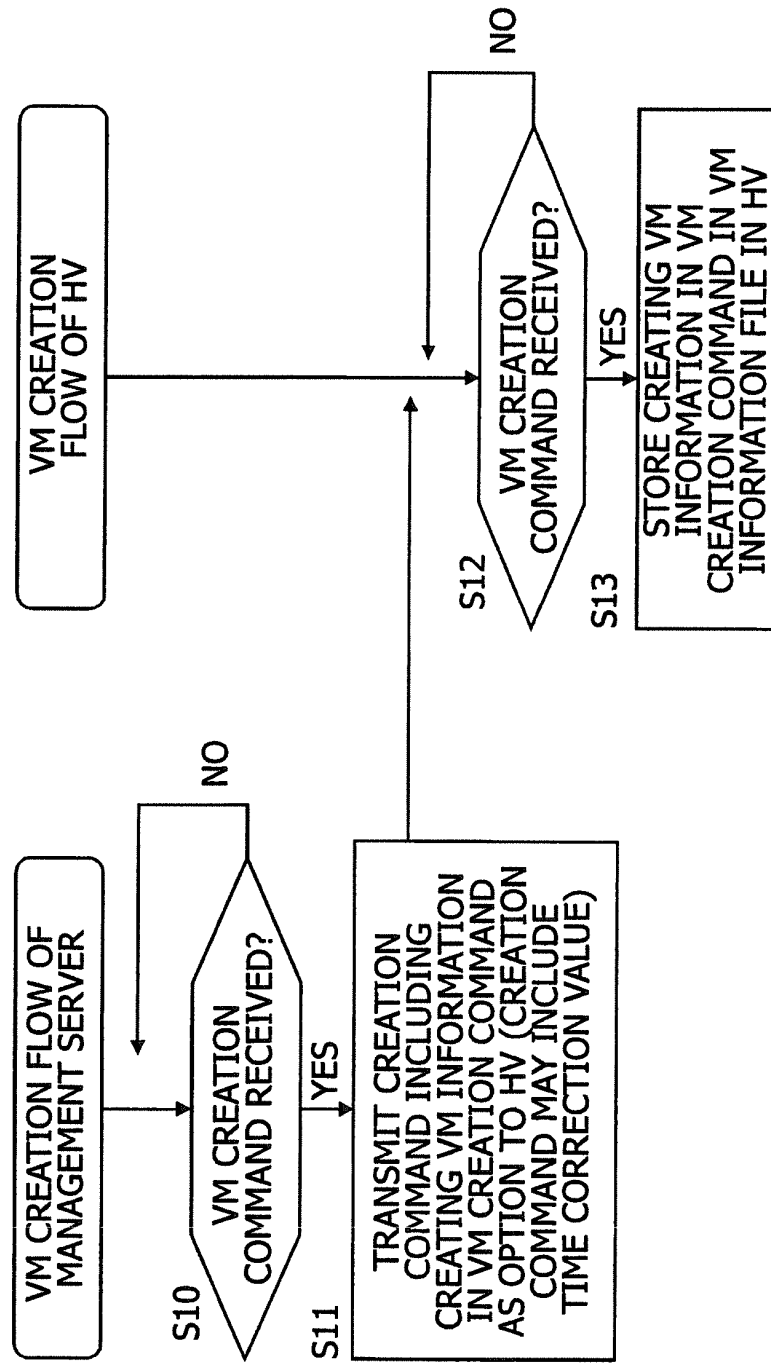 VM CREATION FLOW OF
MANAGEMENT SERVER
NO
S10
VM CREATION
COMMAND RECEIVED?
YES
S11
TRANSMIT CREATION
COMMAND INCLUDING
CREATING VM INFORMATION
IN VM CREATION COMMAND
AS OPTION TO HV (CREATION
COMMAND MAY INCLUDE
TIME CORRECTION VALUE)
VM CREATION
FLOW OF HV
NO
S12
VM CREATION
COMMAND RECEIVED?
YES
S13
STORE CREATING VM
INFORMATION IN VM
CREATION COMMAND IN VM
INFORMATION FILE IN HV